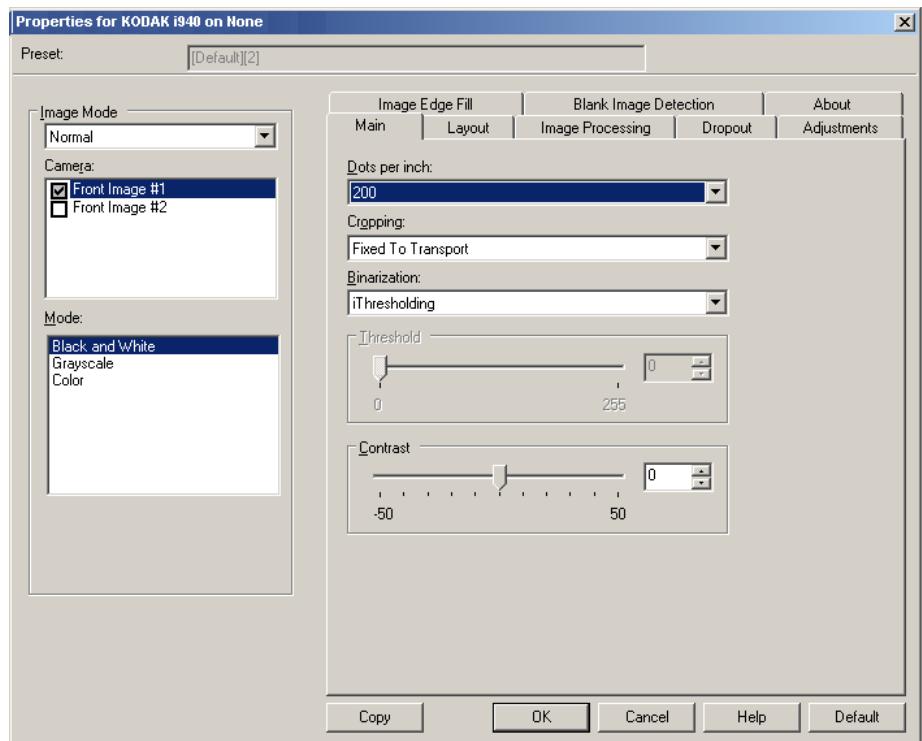 Properties for KODAK i940 on None
Preset:
[Default][2]
Image Mode
Normal
Camera:
Front Image #1
Front Image #2
Mode:
Black and White
Grayscale
Color
Image Edge Fill
Blank Image Detection
About
Main
Layout
Image Processing
Dropout
Adjustments
Dots per inch:
200
Cropping:
Fixed To Transport
Binarization:
iThresholding
Threshold
0
0
255
Contrast
0
-50
50
Copy
OK
Cancel
Help
Default